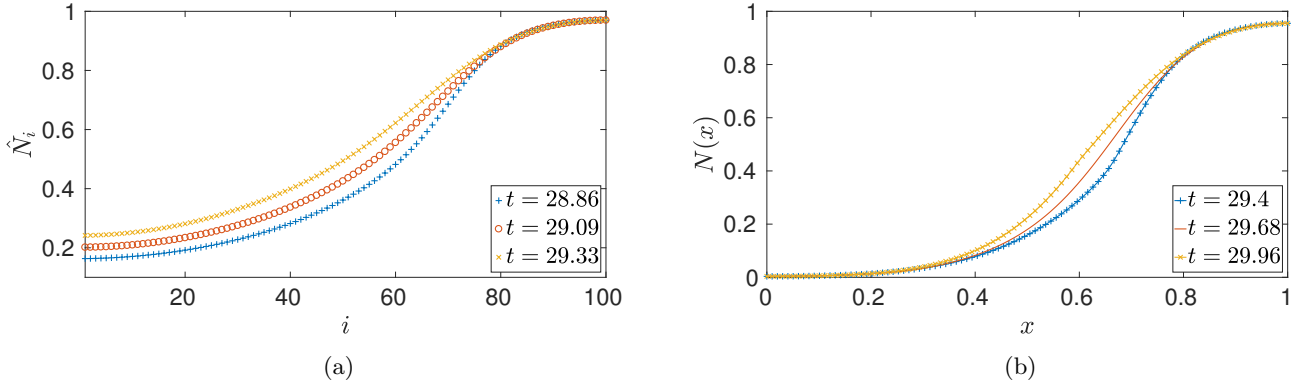 1
0.8
0.6
0.4
0.2
N̂ᵢ
20 40 60 80 100
i
t = 28.86
t = 29.09
t = 29.33
(a)
1
0.8
0.6
0.4
0.2
0
N(x)
0 0.2 0.4 0.6 0.8 1
x
t = 29.4
t = 29.68
t = 29.96
(b)